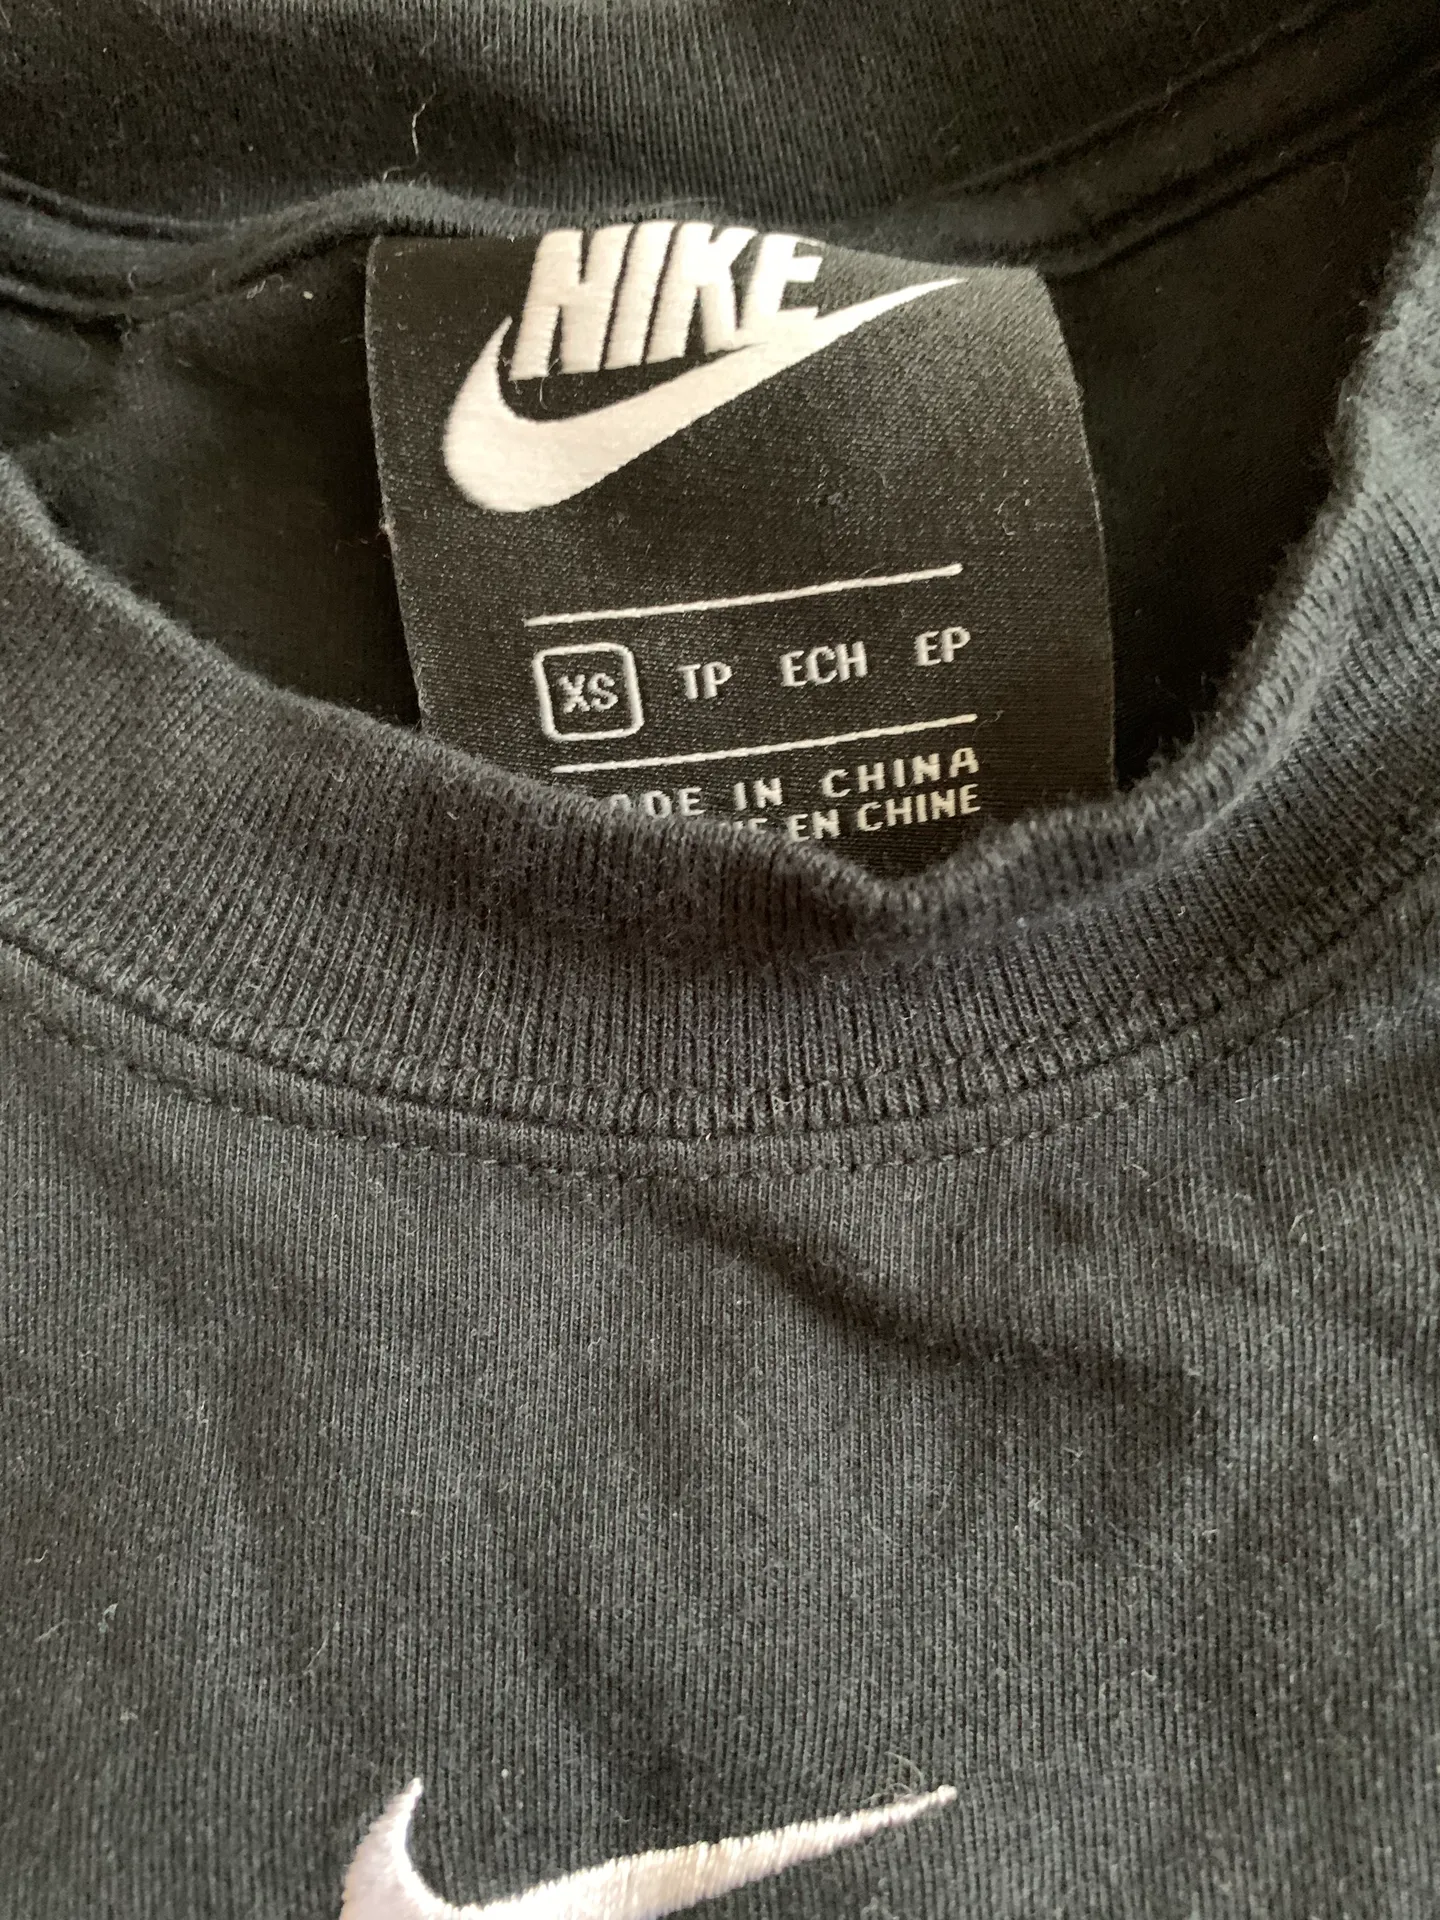 NIKE
XS TP ECH EP
IN CHINA
EN CHINE